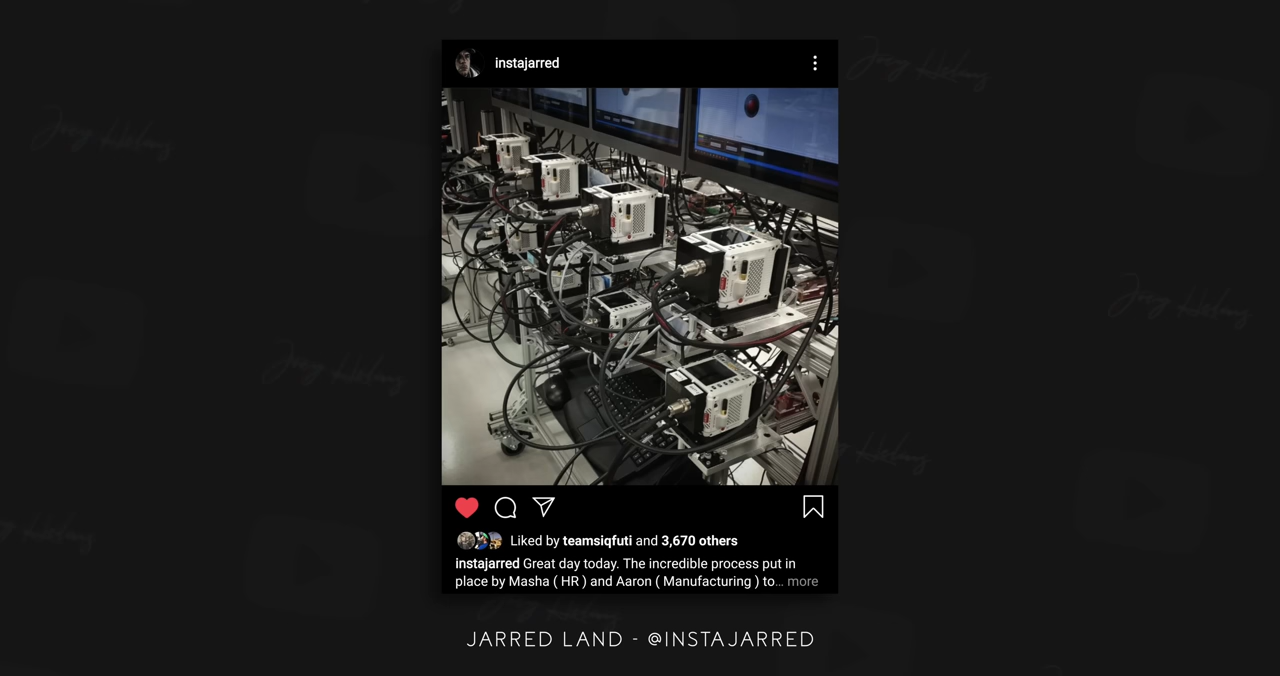 instajarred
Liked by teamsiqfuti and 3,670 others
instajarred Great day today. The incredible process put in
place by Masha ( HR ) and Aaron ( Manufacturing ) to... more
JARRED LAND - @INSTAJARRED